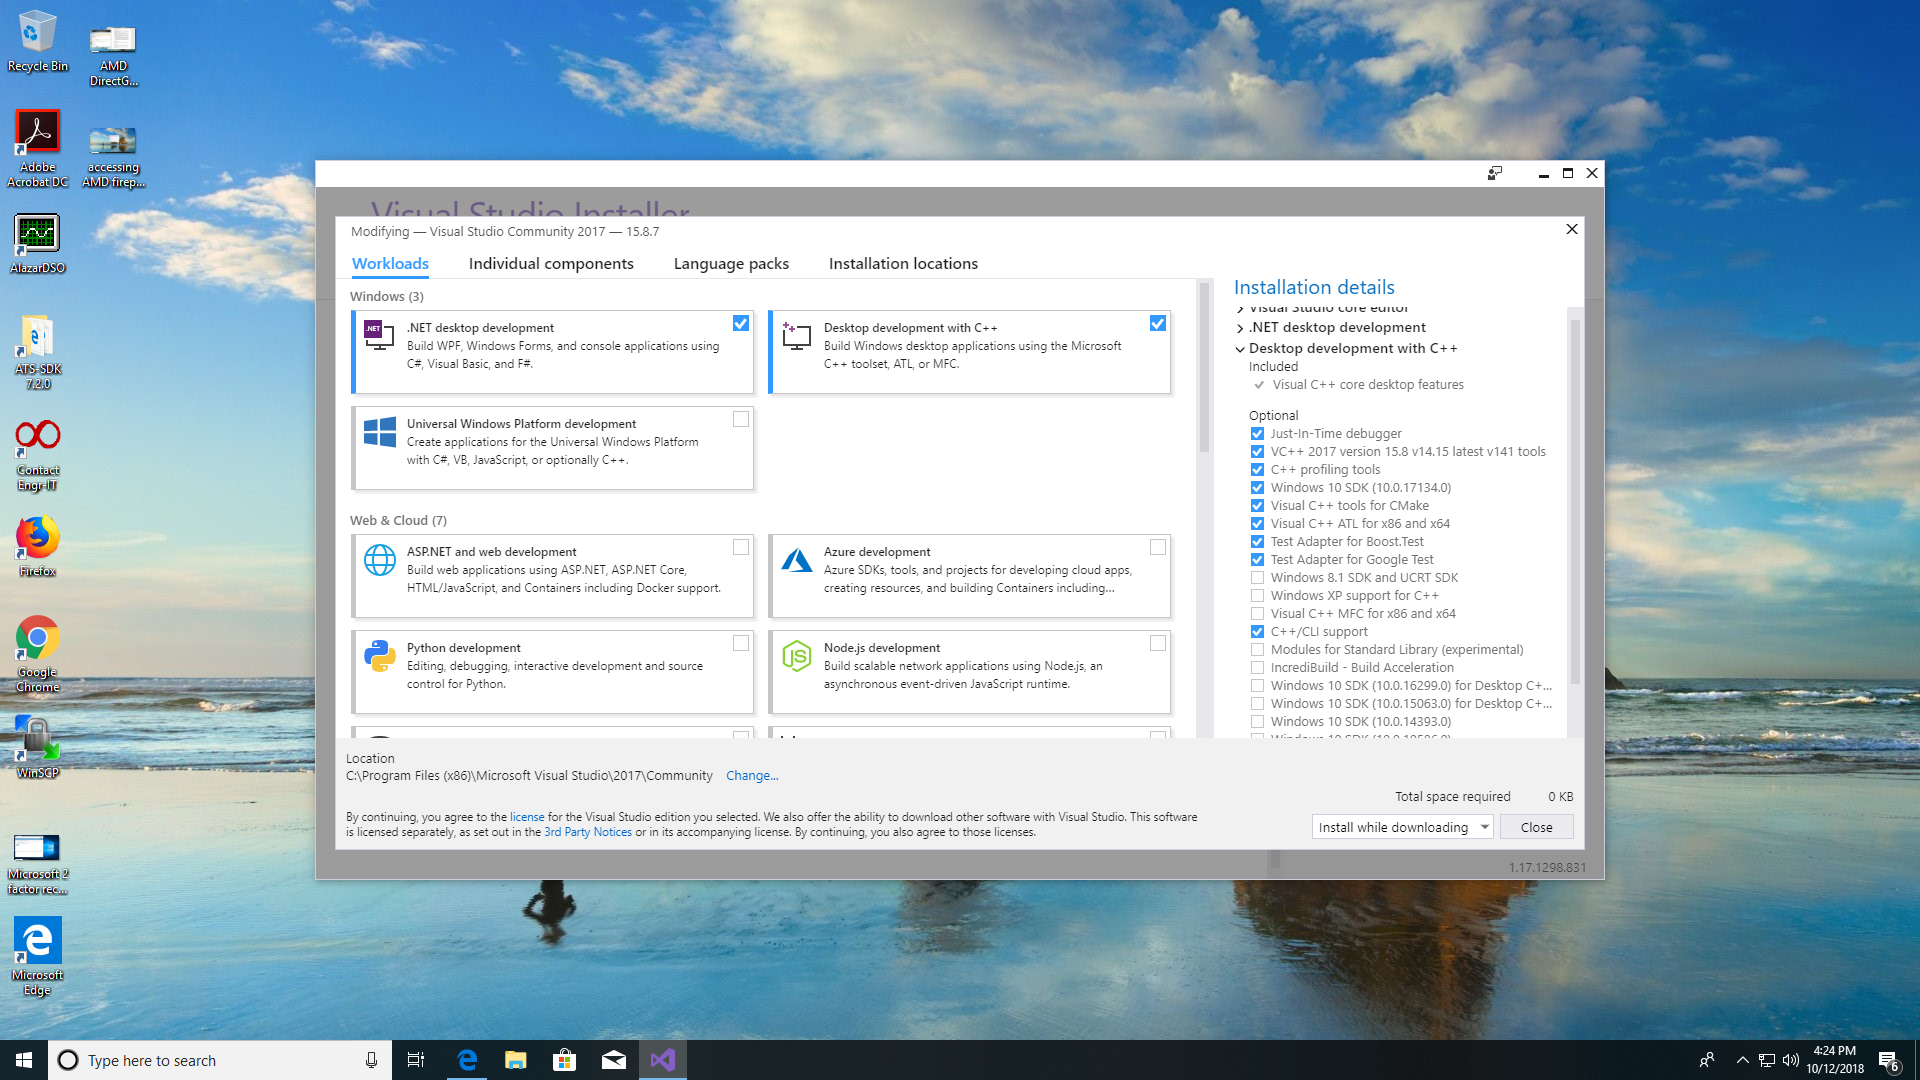 Recycle Bin
AMD
DirectG...
Adobe
Acrobat DC
accessing
AMD firep...
AlazarDSO
ATS-SDK
7.2.0
Contact
Engr-IT
Firefox
Google
Chrome
WinSCP
Microsoft 2
factor rec...
Microsoft
Edge
Visual Studio Installer
Modifying — Visual Studio Community 2017 — 15.8.7
Workloads
Individual components
Language packs
Installation locations
Windows (3)
.NET
.NET desktop development
Build WPF, Windows Forms, and console applications using
C#, Visual Basic, and F#.
Desktop development with C++
Build Windows desktop applications using the Microsoft
C++ toolset, ATL, or MFC.
Universal Windows Platform development
Create applications for the Universal Windows Platform
with C#, VB, JavaScript, or optionally C++.
Web & Cloud (7)
ASP.NET and web development
Build web applications using ASP.NET, ASP.NET Core,
HTML/JavaScript, and Containers including Docker support.
Azure development
Azure SDKs, tools, and projects for developing cloud apps,
creating resources, and building Containers including...
Python development
Editing, debugging, interactive development and source
control for Python.
Node.js development
Build scalable network applications using Node.js, an
asynchronous event-driven JavaScript runtime.
Installation details
Visual Studio core editor
.NET desktop development
Desktop development with C++
Included
Visual C++ core desktop features
Optional
Just-In-Time debugger
VC++ 2017 version 15.8 v14.15 latest v141 tools
C++ profiling tools
Windows 10 SDK (10.0.17134.0)
Visual C++ tools for CMake
Visual C++ ATL for x86 and x64
Test Adapter for Boost.Test
Test Adapter for Google Test
Windows 8.1 SDK and UCRT SDK
Windows XP support for C++
Visual C++ MFC for x86 and x64
C++/CLI support
Modules for Standard Library (experimental)
IncrediBuild - Build Acceleration
Windows 10 SDK (10.0.16299.0) for Desktop C+...
Windows 10 SDK (10.0.15063.0) for Desktop C+...
Windows 10 SDK (10.0.14393.0)
Windows 10 SDK (10.0.10586.0)
Location
C:\Program Files (x86)\Microsoft Visual Studio\2017\Community Change...
Total space required 0 KB
By continuing, you agree to the license for the Visual Studio edition you selected. We also offer the ability to download other software with Visual Studio. This software
is licensed separately, as set out in the 3rd Party Notices or in its accompanying license. By continuing, you also agree to those licenses.
Install while downloading
Close
1.17.1298.831
Type here to search
4:24 PM
10/12/2018
6